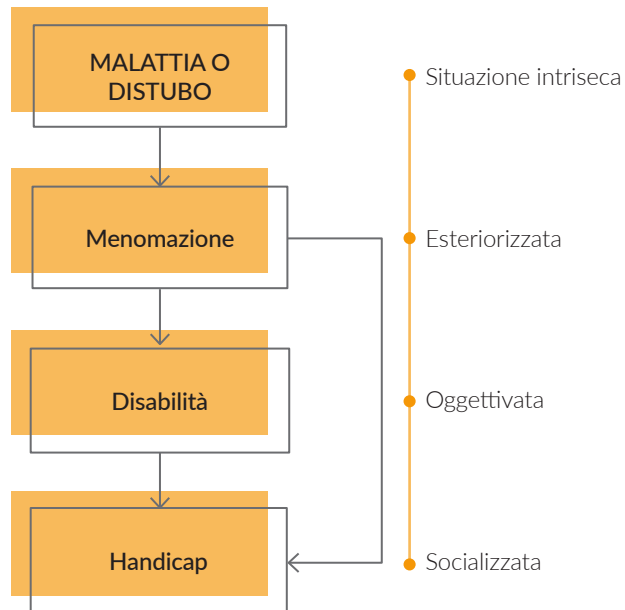 MALATTIA O
DISTUBO
Situazione intriseca
Menomazione
Esteriorizzata
Disabilità
Oggettivata
Handicap
Socializzata